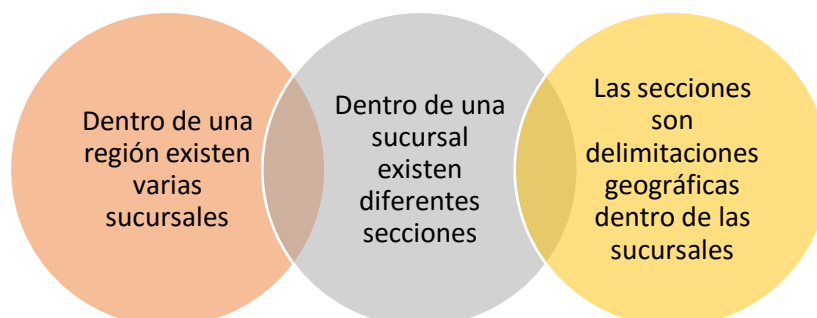 Dentro de una
región existen
varias
sucursales
Dentro de una
sucursal
existen
diferentes
secciones
Las secciones
son
delimitaciones
geográficas
dentro de las
sucursales